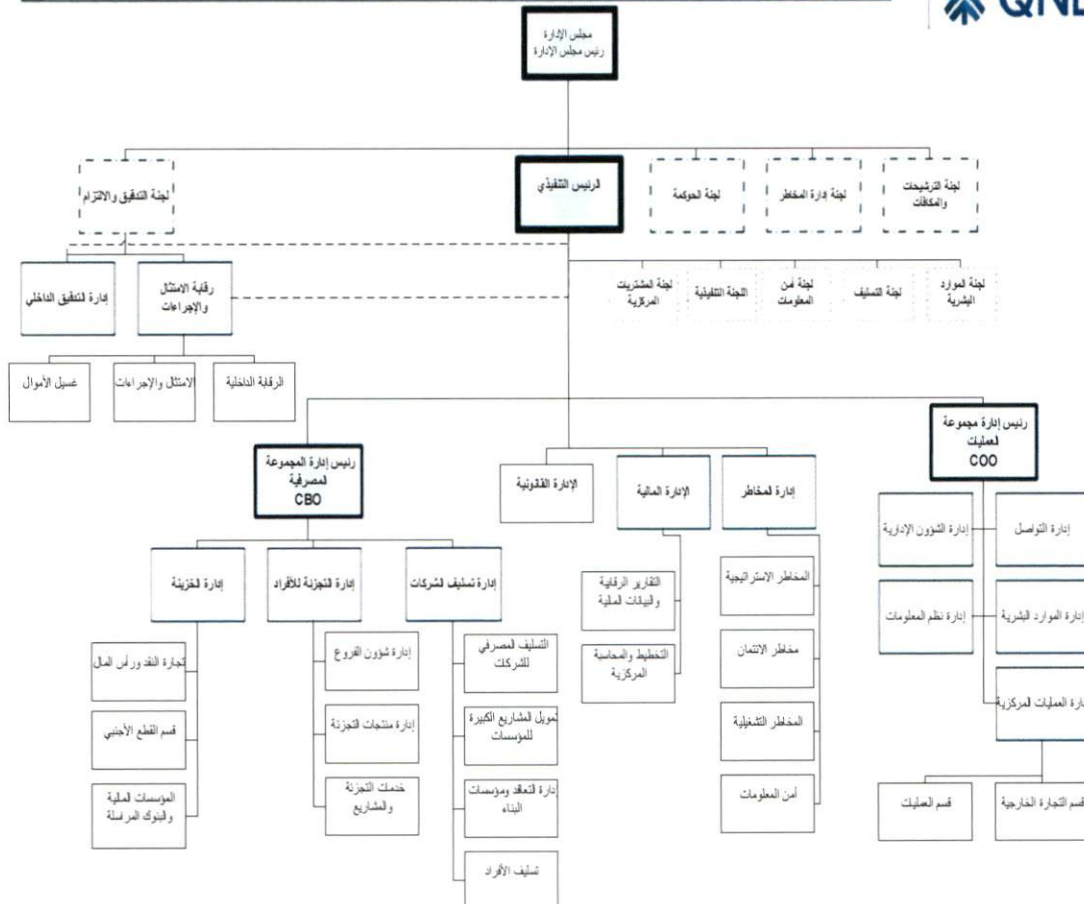 QNB
مجلس الإدارة
رئيس مجلس الإدارة
لجنة الترشيحات
والمكافآت
لجنة إدارة المخاطر
لجنة الحوكمة
الرئيس التنفيذي
لجنة التدقيق والالتزام
لجنة الموارد
البشرية
لجنة التسليف
لجنة أمن
المعلومات
اللجنة التنفيذية
لجنة المشتريات
المركزية
رقابة الامتثال
والإجراءات
إدارة التدقيق الداخلي
الرقابة الداخلية
الامتثال والإجراءات
غسيل الأموال
رئيس إدارة مجموعة
العمليات
COO
رئيس إدارة المجموعة
المصرفية
CBO
إدارة المخاطر
الإدارة المالية
الإدارة القانونية
إدارة التواصل
إدارة الشؤون الإدارية
إدارة الموارد البشرية
إدارة نظم المعلومات
ارة العمليات المركزية
قسم التجارة الخارجية
قسم العمليات
المخاطر الاستراتيجية
مخاطر الائتمان
المخاطر التشغيلية
أمن المعلومات
التقارير الرقابية
والبيانات المالية
التخطيط والمحاسبة
المركزية
إدارة تسليف الشركات
إدارة التجزئة للأفراد
إدارة الخزينة
التسليف المصرفي
للشركات
تمويل المشاريع الكبيرة
للمؤسسات
إدارة التعاقد ومؤسسات
البناء
تسليف الأفراد
إدارة شؤون الفروع
إدارة منتجات التجزئة
خدمات التجزئة
والمشاريع
تجارة النقد ورأس المال
قسم القطع الأجنبي
المؤسسات المالية
والبنوك المراسلة